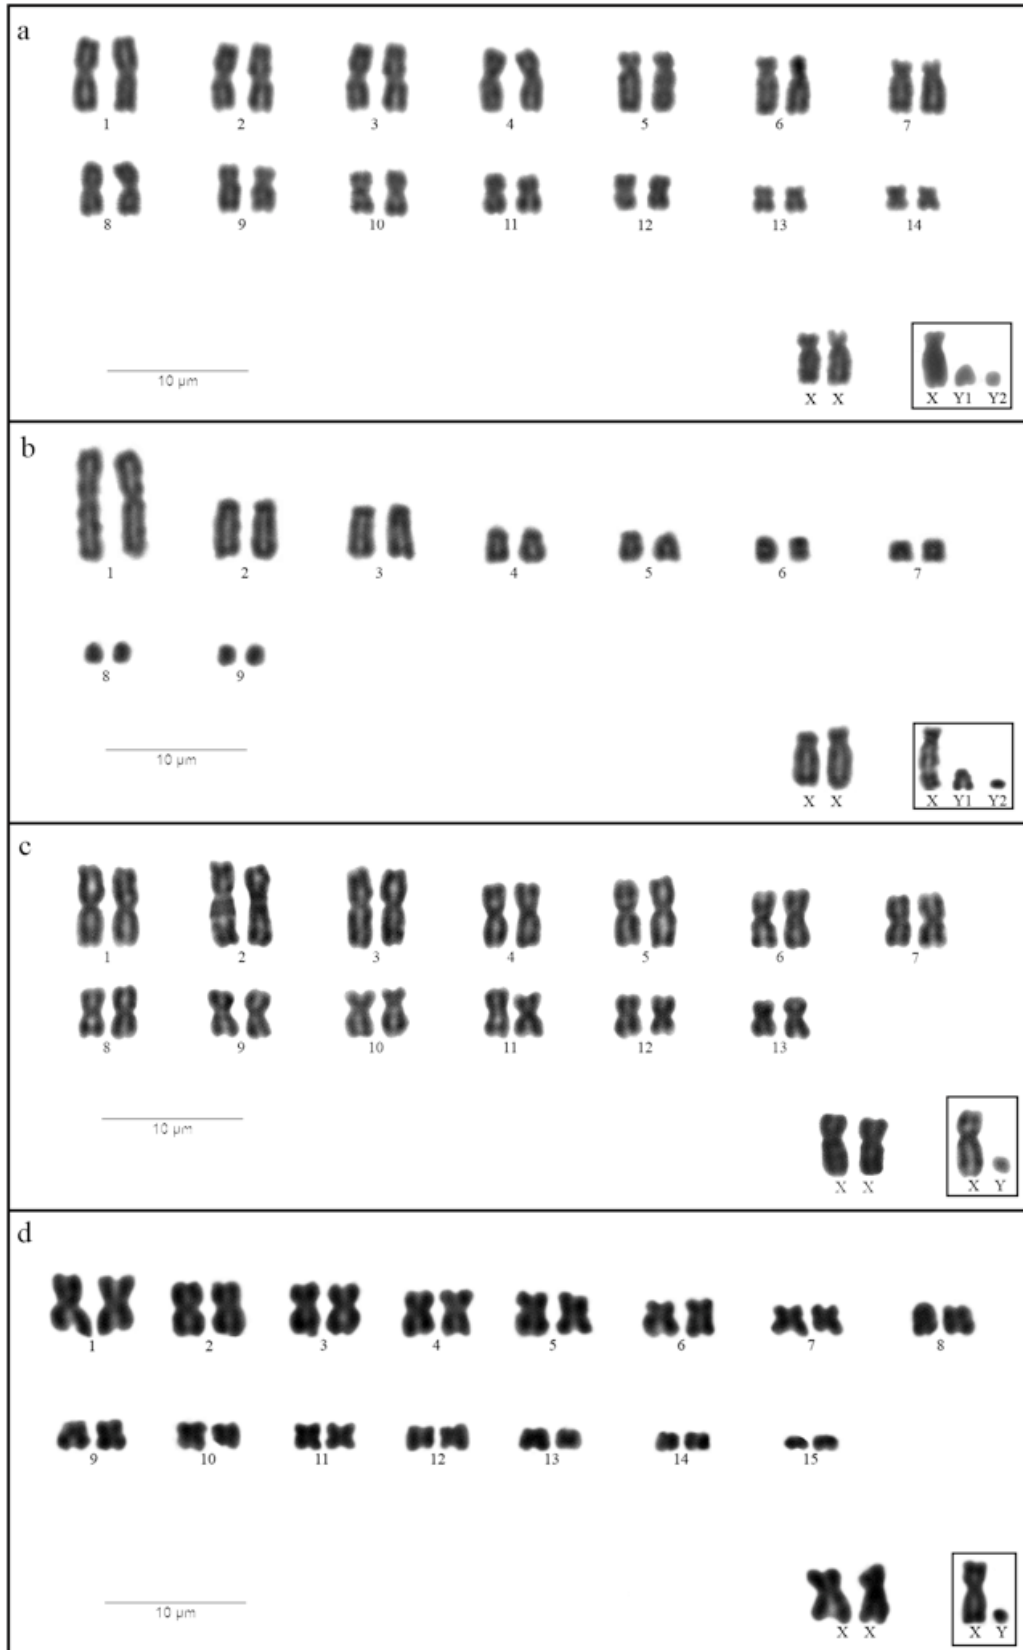 a
1 2 3 4 5 6 7
8 9 10 11 12 13 14
10 µm
X X X Y1 Y2
b
1 2 3 4 5 6 7
8 9
10 µm
X X X Y1 Y2
c
1 2 3 4 5 6 7
8 9 10 11 12 13
10 µm
X X X Y
d
1 2 3 4 5 6 7 8
9 10 11 12 13 14 15
10 µm
X X X Y